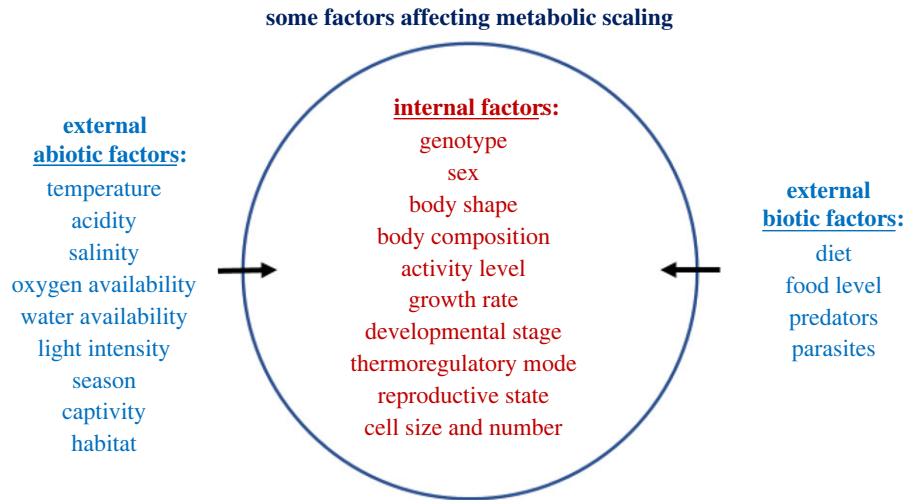 some factors affecting metabolic scaling
external
abiotic factors:
temperature
acidity
salinity
oxygen availability
water availability
light intensity
season
captivity
habitat
internal factors:
genotype
sex
body shape
body composition
activity level
growth rate
developmental stage
thermoregulatory mode
reproductive state
cell size and number
external
biotic factors:
diet
food level
predators
parasites